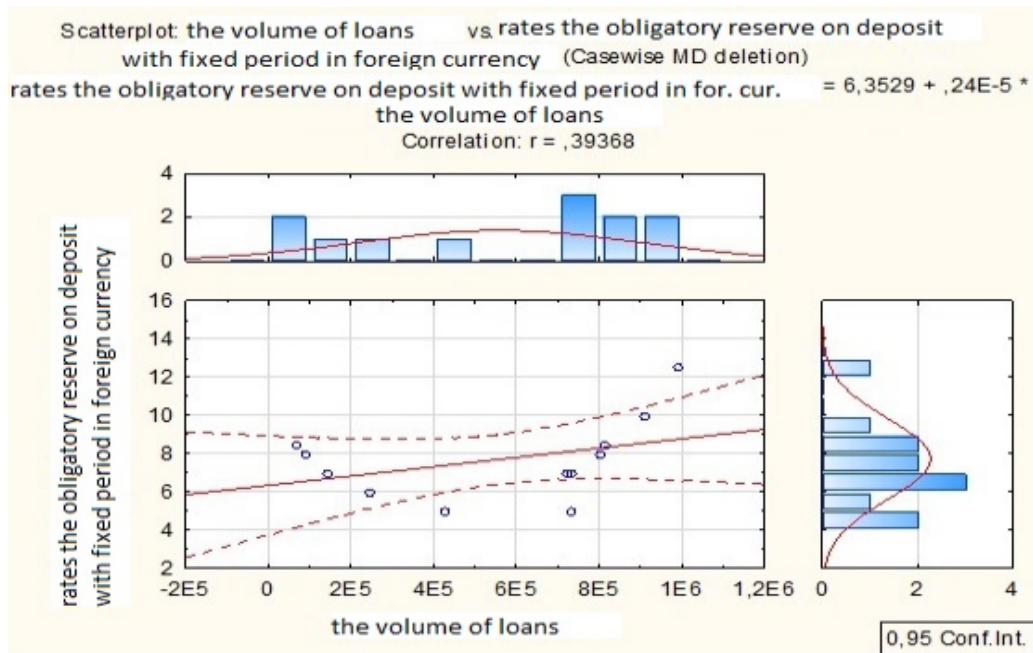 Scatterplot: the volume of loans vs. rates the obligatory reserve on deposit
with fixed period in foreign currency (Casewise MD deletion)
rates the obligatory reserve on deposit with fixed period in for. cur. = 6,3529 + ,24E-5 *
the volume of loans
Correlation: r = ,39368
4
2
0
rates the obligatory reserve on deposit
with fixed period in foreign currency
16
14
12
10
8
6
4
2
-2E5 0 2E5 4E5 6E5 8E5 1E6 1,2E6
0 2 4
the volume of loans
0,95 Conf.Int.